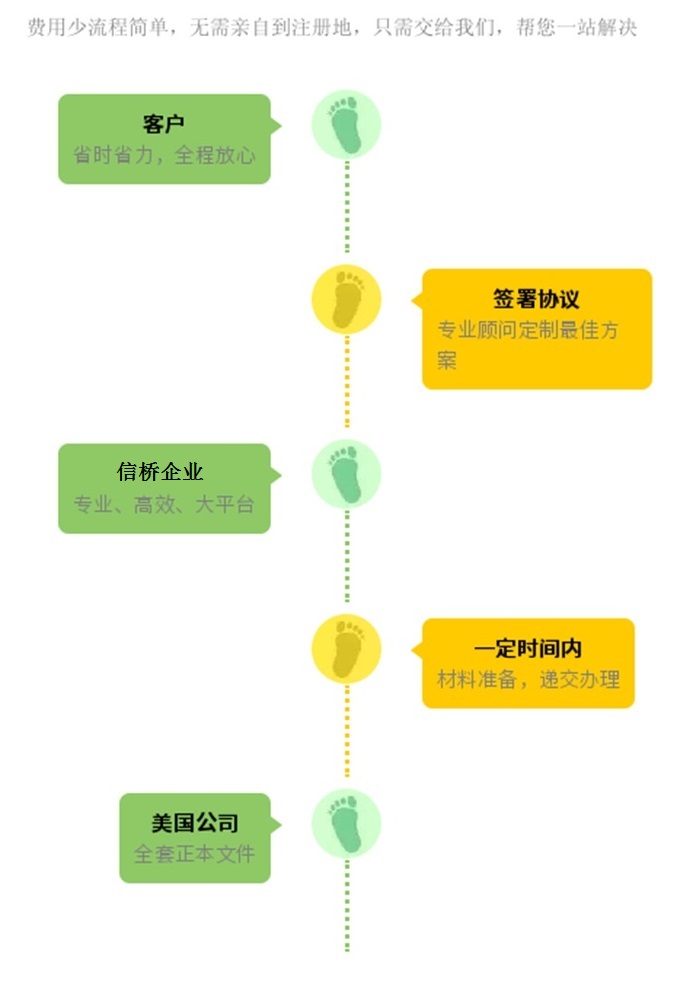 费用少流程简单，无需亲自到注册地，只需交给我们，帮您一站解决
客户
省时省力，全程放心
签署协议
专业顾问定制最佳方
案
信桥企业
专业、高效、大平台
一定时间内
材料准备，递交办理
美国公司
全套正本文件